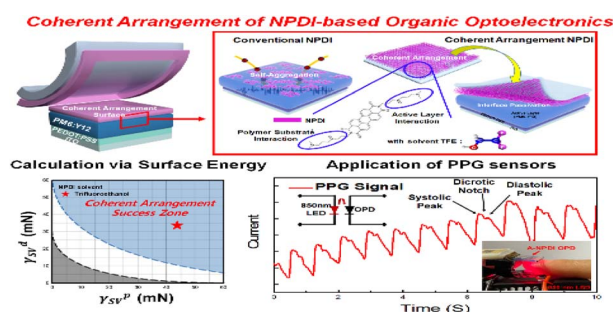 Coherent Arrangement of NPDI-based Organic Optoelectronics
Conventional NPDI
Coherent Arrangement NPDI
Coherent Arrangement
Self-Aggregation
Coherent Arrangement
Surface
PM6:Y12
PEDOT:PSS
ITO
NPDI
Interface Passivation
Active Layer
Polymer Substrate
Interaction
Active Layer
Interaction
with solvent TFE :
Calculation via Surface Energy
Application of PPG sensors
NPDI solvent
Trifluoroethanol
Coherent Arrangement
Success Zone
γSVd (mN)
γSVp (mN)
PPG Signal
850nm
LED
OPD
Systolic
Peak
Dicrotic
Notch
Diastolic
Peak
A-NPDI OPD
Current
0 2 4 6 8 10
Time (S)